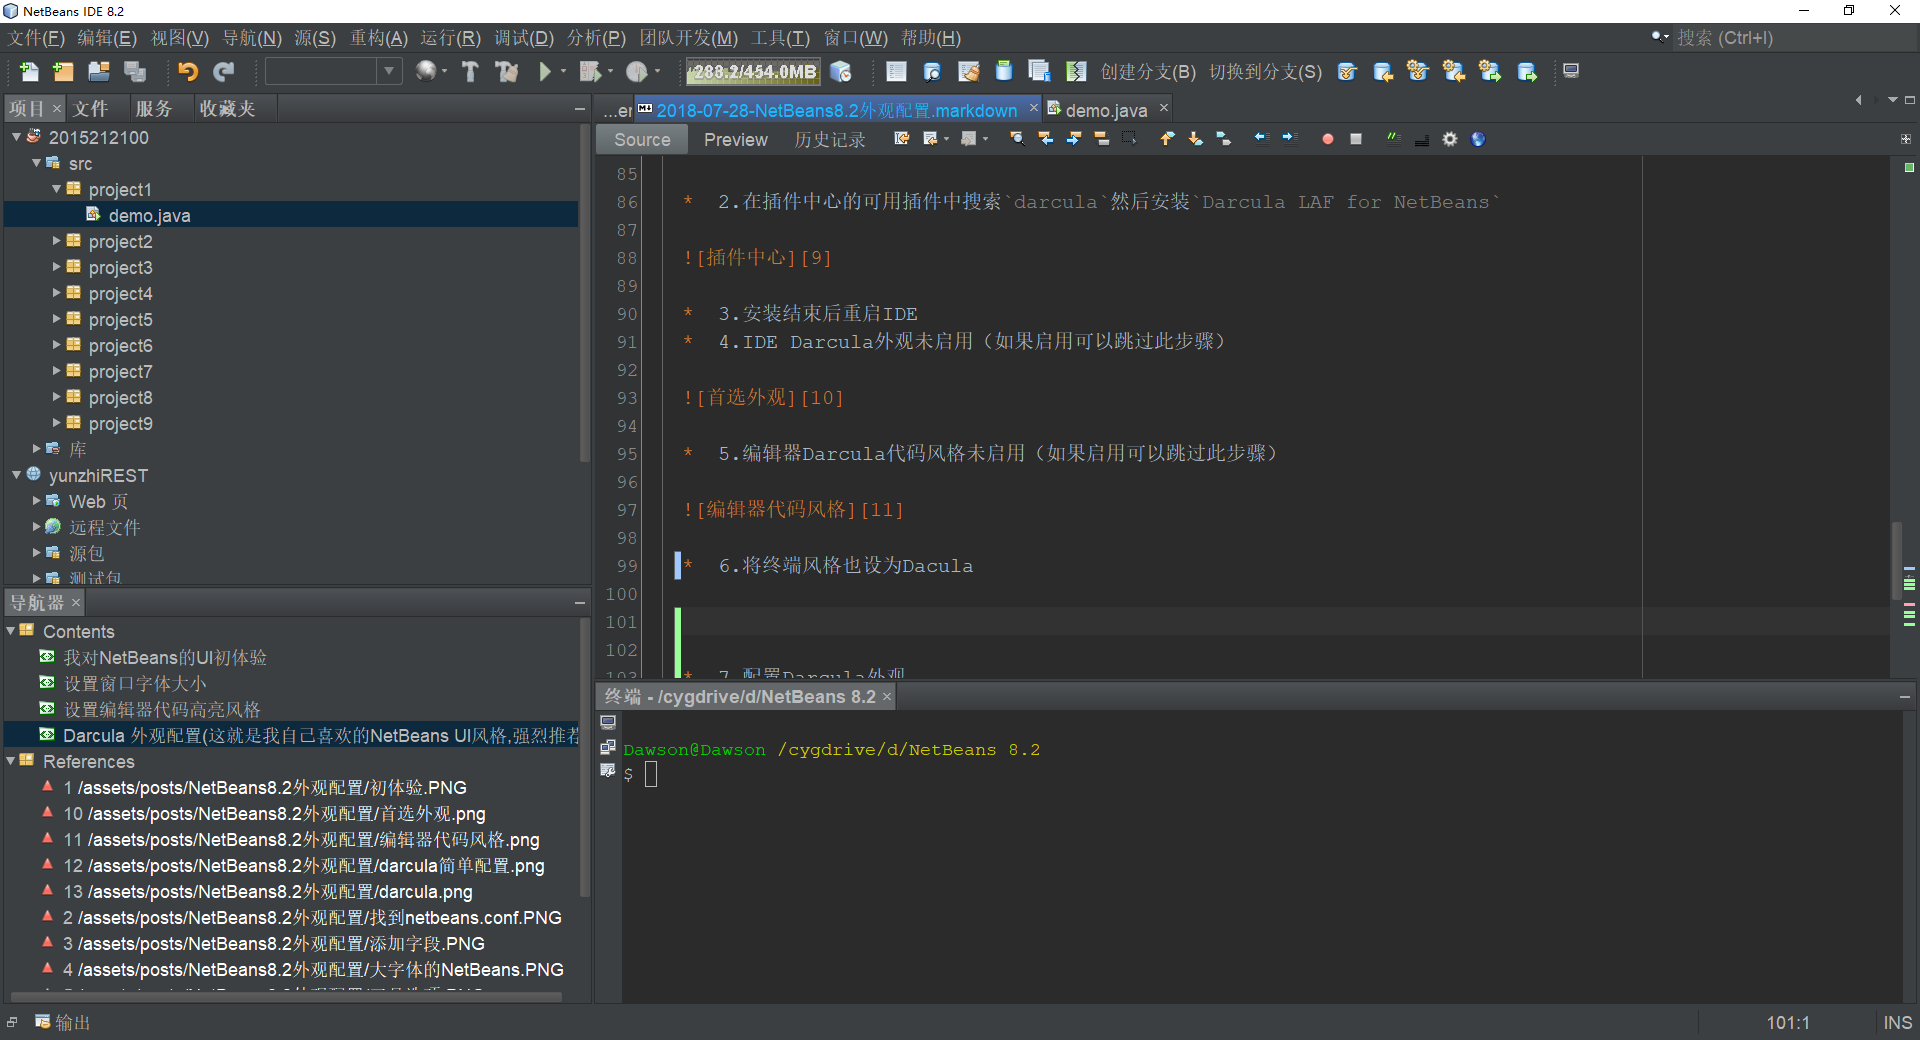 NetBeans IDE 8.2
文件(F) 编辑(E) 视图(V) 导航(N) 源(S) 重构(A) 运行(R) 调试(D) 分析(P) 团队开发(M) 工具(T) 窗口(W) 帮助(H)
搜索 (Ctrl+I)
288.2/454.0MB
创建分支(B) 切换到分支(S)
项目 文件 服务 收藏夹
2015212100
src
project1
demo.java
project2
project3
project4
project5
project6
project7
project8
project9
库
yunzhiREST
Web 页
远程文件
源包
测试包
导航器
Contents
我对NetBeans的UI初体验
设置窗口字体大小
设置编辑器代码高亮风格
Darcula 外观配置(这就是我自己喜欢的NetBeans UI风格,强烈推荐
References
1 /assets/posts/NetBeans8.2外观配置/初体验.PNG
10 /assets/posts/NetBeans8.2外观配置/首选外观.png
11 /assets/posts/NetBeans8.2外观配置/编辑器代码风格.png
12 /assets/posts/NetBeans8.2外观配置/darcula简单配置.png
13 /assets/posts/NetBeans8.2外观配置/darcula.png
2 /assets/posts/NetBeans8.2外观配置/找到netbeans.conf.PNG
3 /assets/posts/NetBeans8.2外观配置/添加字段.PNG
4 /assets/posts/NetBeans8.2外观配置/大字体的NetBeans.PNG
...er 2018-07-28-NetBeans8.2外观配置.markdown demo.java
Source Preview 历史记录
85
86 * 2.在插件中心的可用插件中搜索`darcula`然后安装`Darcula LAF for NetBeans`
87
88 ![插件中心][9]
89
90 * 3.安装结束后重启IDE
91 * 4.IDE Darcula外观未启用（如果启用可以跳过此步骤）
92
93 ![首选外观][10]
94
95 * 5.编辑器Darcula代码风格未启用（如果启用可以跳过此步骤）
96
97 ![编辑器代码风格][11]
98
99 * 6.将终端风格也设为Dacula
100
101
102
103 * 7.配置Darcula外观
终端 - /cygdrive/d/NetBeans 8.2
Dawson@Dawson /cygdrive/d/NetBeans 8.2
$
输出
101:1 INS